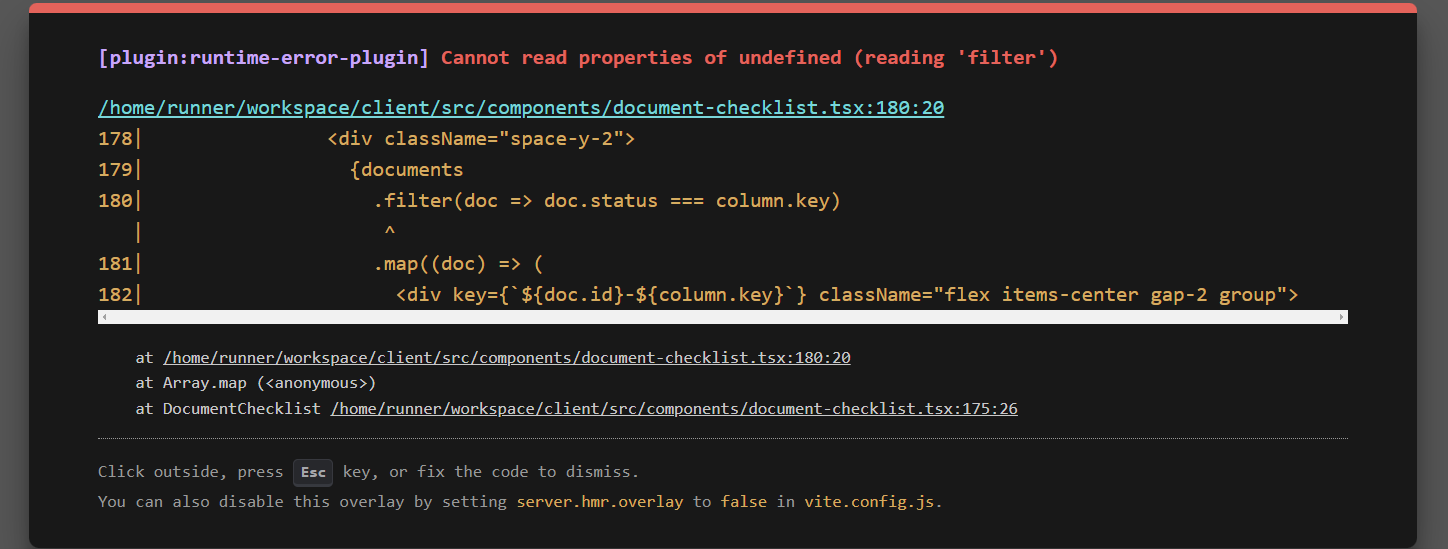 [plugin:runtime-error-plugin] Cannot read properties of undefined (reading 'filter')
/home/runner/workspace/client/src/components/document-checklist.tsx:180:20
178|                <div className="space-y-2">
179|                  {documents
180|                    .filter(doc => doc.status === column.key)
   |                     ^
181|                    .map((doc) => (
182|                      <div key={`${doc.id}-${column.key}`} className="flex items-center gap-2 group">
at /home/runner/workspace/client/src/components/document-checklist.tsx:180:20
at Array.map (<anonymous>)
at DocumentChecklist /home/runner/workspace/client/src/components/document-checklist.tsx:175:26
Click outside, press Esc key, or fix the code to dismiss.
You can also disable this overlay by setting server.hmr.overlay to false in vite.config.js.